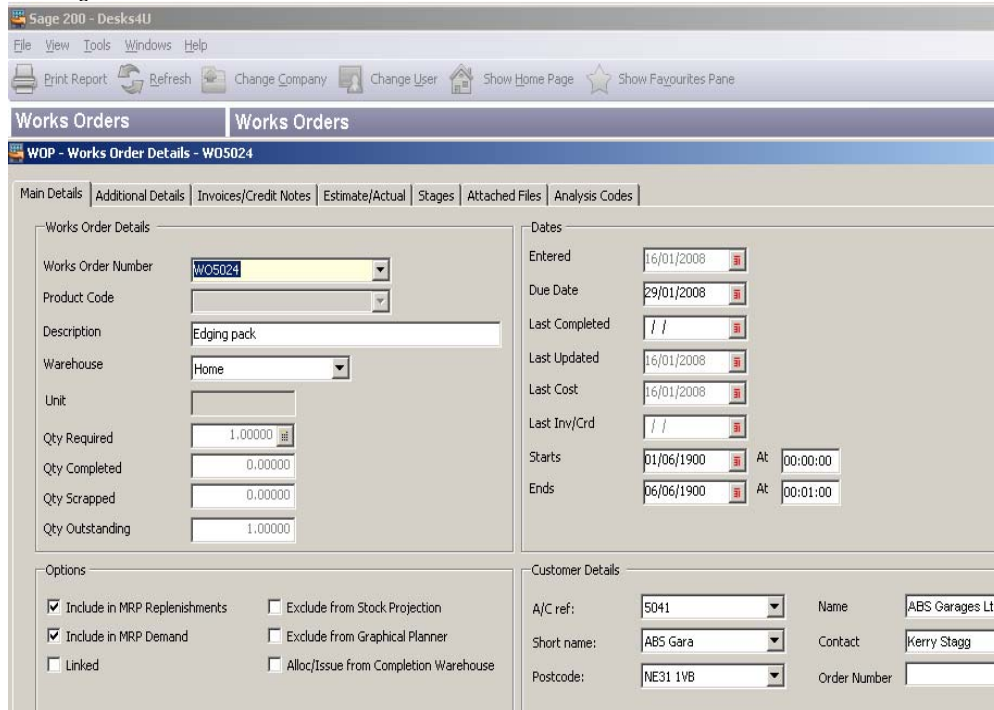 Sage 200 - Desks4U
File View Tools Windows Help
Print Report Refresh Change Company Change User Show Home Page Show Favourites Pane
Works Orders Works Orders
WOP - Works Order Details - WO5024
Main Details Additional Details Invoices/Credit Notes Estimate/Actual Stages Attached Files Analysis Codes
Works Order Details
Works Order Number WO5024
Product Code
Description Edging pack
Warehouse Home
Unit
Qty Required 1.00000
Qty Completed 0.00000
Qty Scrapped 0.00000
Qty Outstanding 1.00000
Dates
Entered 16/01/2008
Due Date 29/01/2008
Last Completed / /
Last Updated 16/01/2008
Last Cost 16/01/2008
Last Inv/Crd / /
Starts 01/06/1900 At 00:00:00
Ends 06/06/1900 At 00:01:00
Options
Include in MRP Replenishments Exclude from Stock Projection
Include in MRP Demand Exclude from Graphical Planner
Linked Alloc/Issue from Completion Warehouse
Customer Details
A/C ref: 5041 Name ABS Garages Lt
Short name: ABS Gara Contact Kerry Stagg
Postcode: NE31 1VB Order Number